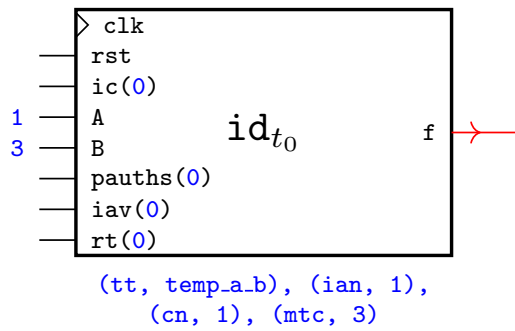 clk
rst
ic(0)
1 A
3 B
id_{t_0}
f
pauths(0)
iav(0)
rt(0)
(tt, temp_a_b), (ian, 1),
(cn, 1), (mtc, 3)